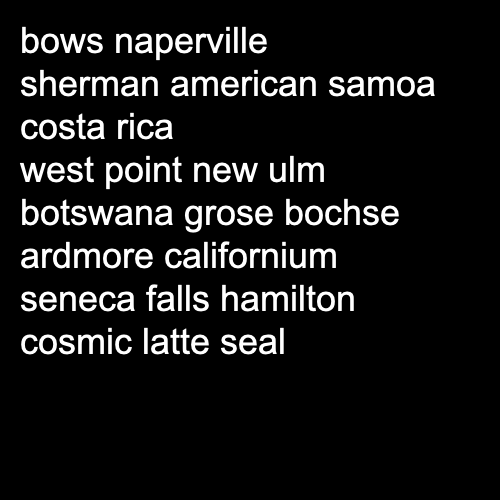 bows naperville
sherman american samoa
costa rica
west point new ulm
botswana grose bochse
ardmore californium
seneca falls hamilton
cosmic latte seal